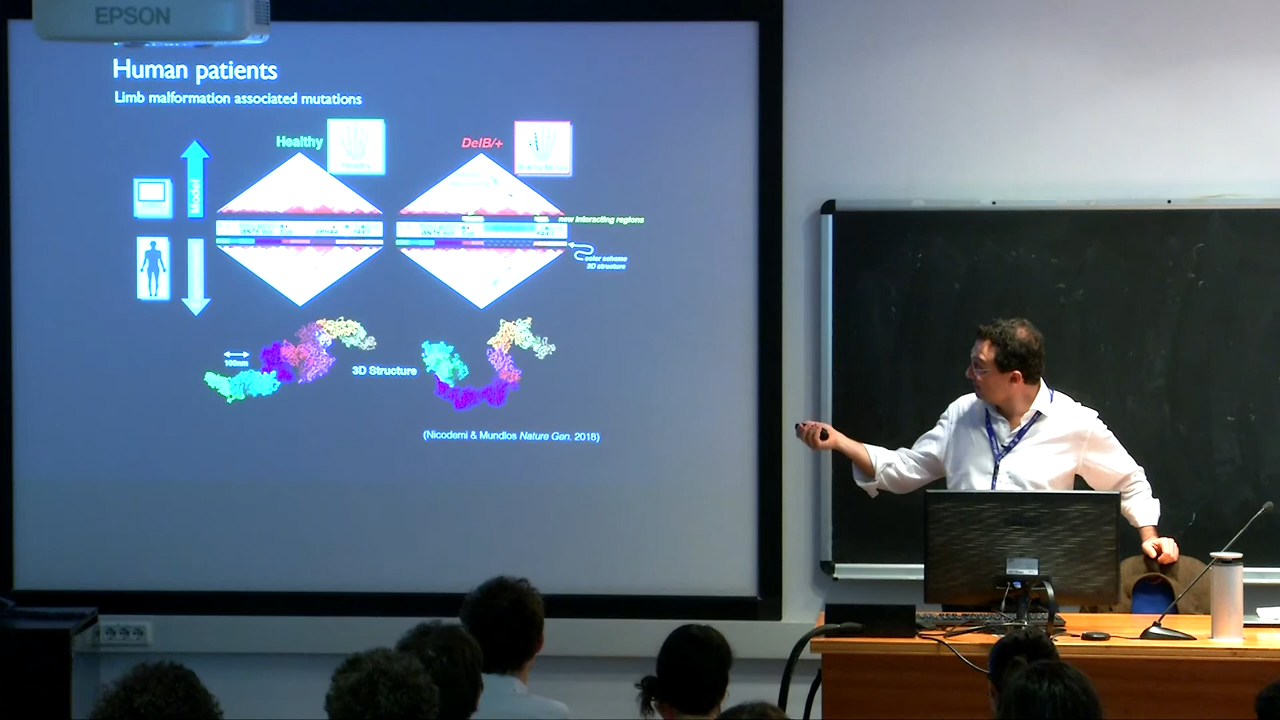 EPSON
Human patients
Limb malformation associated mutations
Healthy
DelB/+
Model
new interacting regions
color scheme
3D structure
100nm
3D Structure
(Nicodemi & Mundlos Nature Gen. 2018)